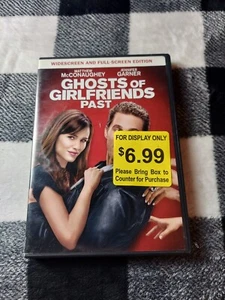 WIDESCREEN AND FULL-SCREEN EDITION
MATTHEW JENNIFER
McCONAUGHEY GARNER
GHOSTS OF
GIRLFRIENDS
PAST
FOR DISPLAY ONLY
$6.99
Please Bring Box to
Counter for Purchase